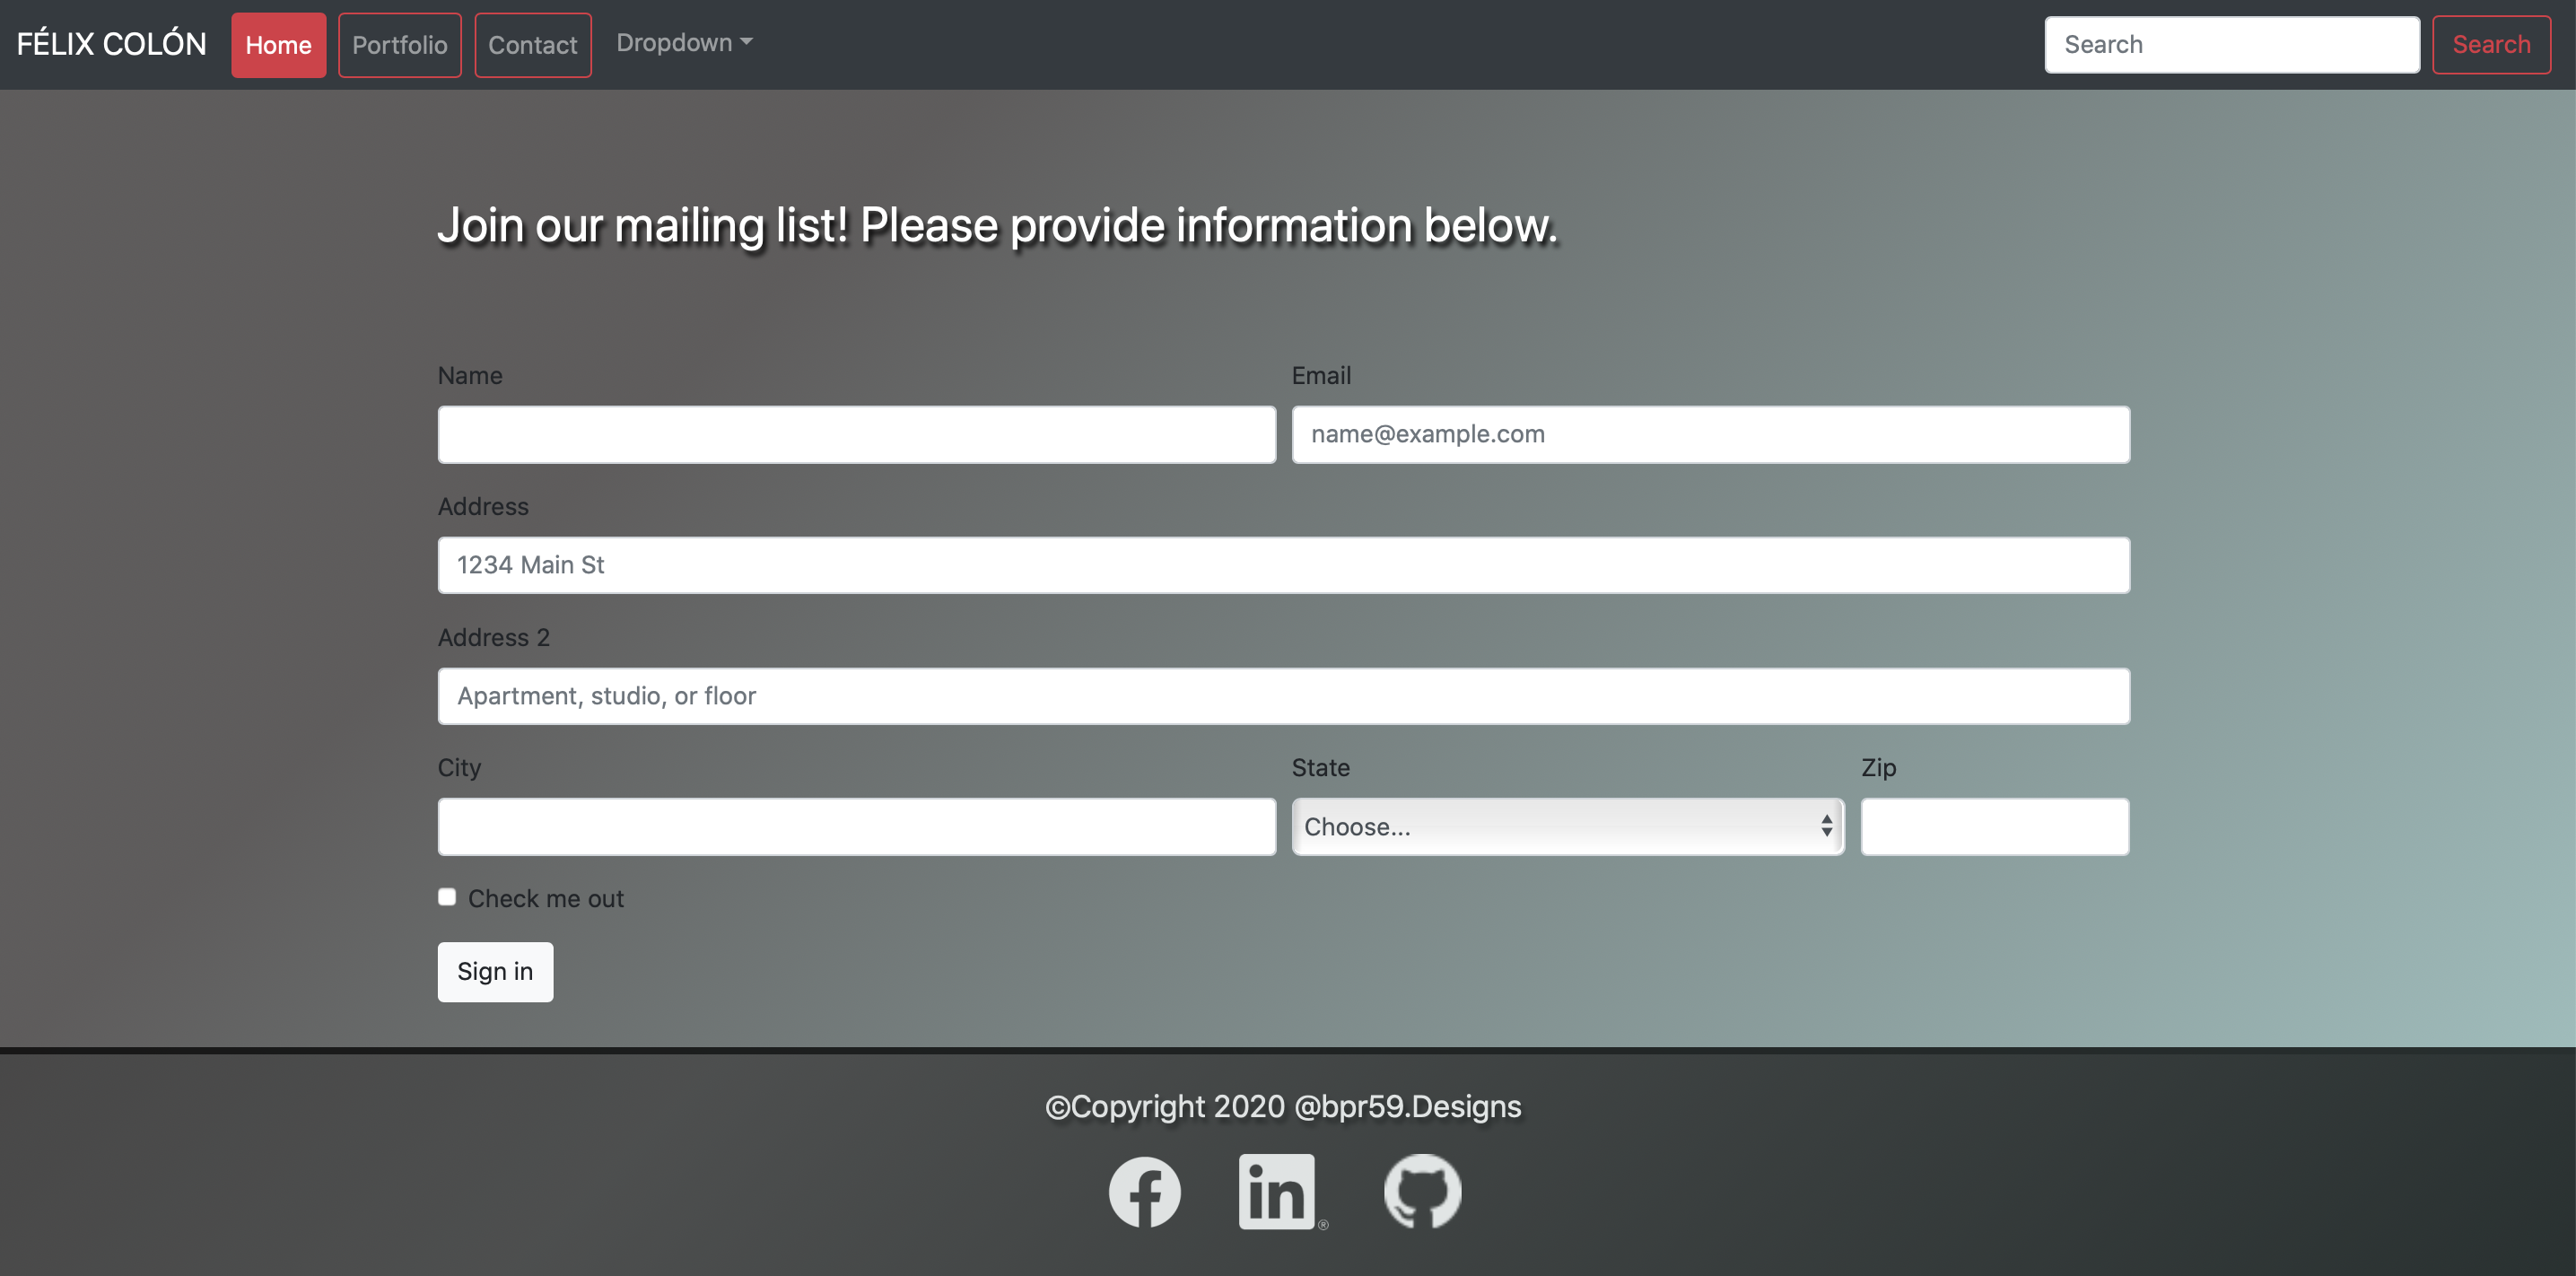 FÉLIX COLÓN Home Portfolio Contact Dropdown Search Search
Join our mailing list! Please provide information below.
Name Email
name@example.com
Address
1234 Main St
Address 2
Apartment, studio, or floor
City State Zip
Choose...
Check me out
Sign in
©Copyright 2020 @bpr59.Designs
in ®